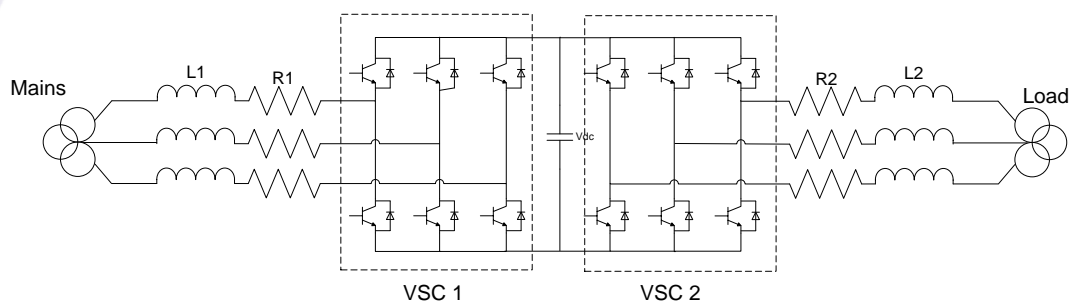 Mains
L1
R1
Vdc
R2
L2
Load
VSC 1
VSC 2